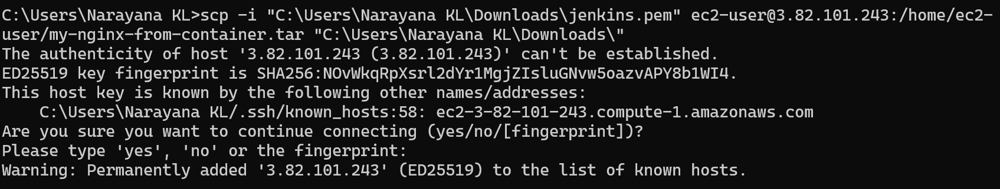 C:\Users\Narayana KL>scp -i "C:\Users\Narayana KL\Downloads\jenkins.pem" ec2-user@3.82.101.243:/home/ec2-
user/my-nginx-from-container.tar "C:\Users\Narayana KL\Downloads\"
The authenticity of host '3.82.101.243 (3.82.101.243)' can't be established.
ED25519 key fingerprint is SHA256:NOvWkqRpXsrl2dYr1MgjZIsluGNvw5oazvAPY8b1WI4.
This host key is known by the following other names/addresses:
    C:\Users\Narayana KL/.ssh/known_hosts:58: ec2-3-82-101-243.compute-1.amazonaws.com
Are you sure you want to continue connecting (yes/no/[fingerprint])?
Please type 'yes', 'no' or the fingerprint:
Warning: Permanently added '3.82.101.243' (ED25519) to the list of known hosts.